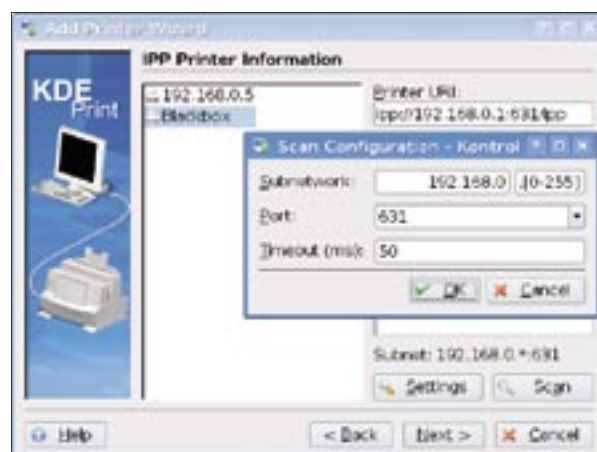 Add Printer Wizard
IPP Printer Information
KDE
Print
192.168.0.5
Blackbox
Printer URI:
ipp://192.168.0.1:631/ipp
Scan Configuration - Kontrol
Subnetwork:
192.168.0 .[0-255]
Port:
631
Timeout (ms):
50
OK
Cancel
Subnet: 192.168.0.*:631
Settings
Scan
Help
< Back
Next >
Cancel